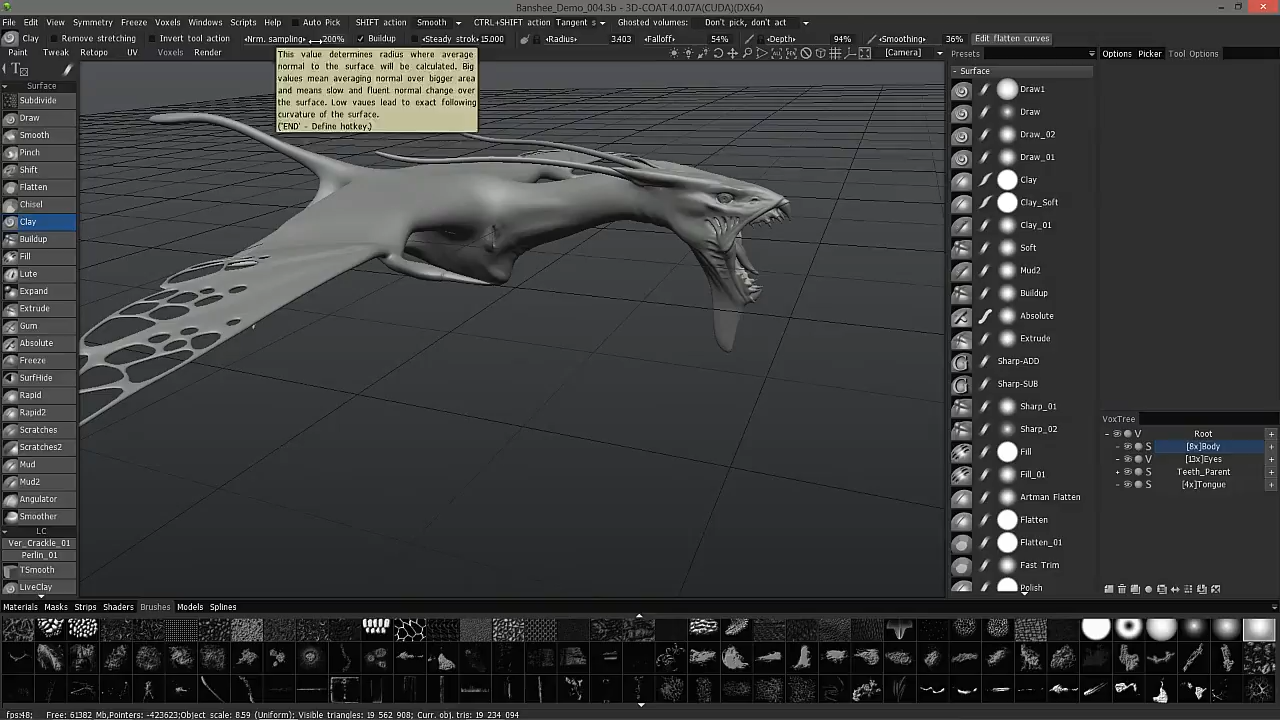 Banshee_Demo_004.3b - 3D-COAT 4.0.07A(CUDA)(DX64)
File Edit View Symmetry Freeze Voxels Windows Scripts Help Auto Pick SHIFT action Smooth CTRL+SHIFT action Tangent s Ghosted volumes: Don't pick, don't act
Clay Remove stretching Invert tool action Nrm. sampling 200% Buildup Steady strok 15.000 Radius: 3.403 Falloff: 54% Depth: 94% Smoothing: 36% Edit flatten curves
Paint Tweak Retopo UV Voxels Render [Camera] Presets Options Picker Tool Options
This value determines radius where average
normal to the surface will be calculated. Big
values mean averaging normal over bigger area
and means slow and fluent normal change over
the surface. Low vaues lead to exact following
curvature of the surface.
('END' - Define hotkey.)
Surface
Subdivide
Draw
Smooth
Pinch
Shift
Flatten
Chisel
Clay
Buildup
Fill
Lute
Expand
Extrude
Gum
Absolute
Freeze
SurfHide
Rapid
Rapid2
Scratches
Scratches2
Mud
Mud2
Angulator
Smoother
LC
Ver_Crackle_01
Perlin_01
TSmooth
LiveClay
Surface
Draw1
Draw
Draw_02
Draw_01
Clay
Clay_Soft
Clay_01
Soft
Mud2
Buildup
Absolute
Extrude
Sharp-ADD
Sharp-SUB
Sharp_01
Sharp_02
Fill
Fill_01
Artman Flatten
Flatten
Flatten_01
Fast Trim
Polish
VoxTree
V Root
S [8x]Body
V [13x]Eyes
S Teeth_Parent
S [4x]Tongue
Materials Masks Strips Shaders Brushes Models Splines
fps:48; Free: 61382 Mb,Pointers: -423623;Object scale: 8.59 (Uniform); Visible triangles: 19 562 908; Curr. obj. tris: 19 234 094